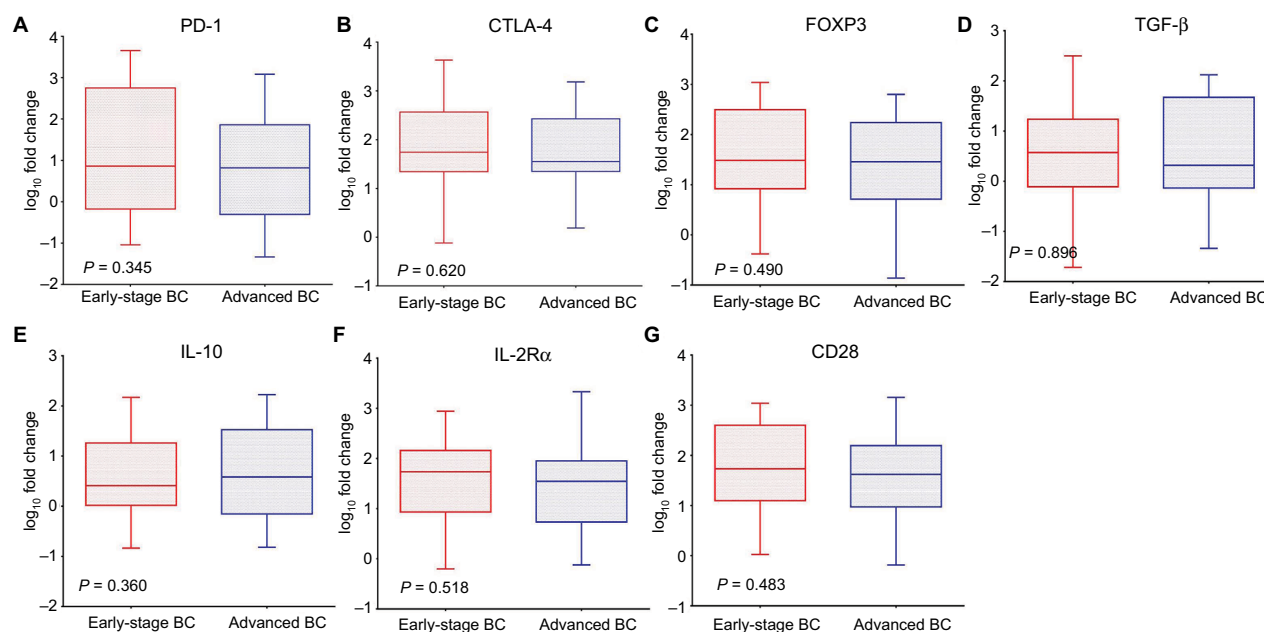 A
PD-1
log10 fold change
4
3
2
1
0
–1
–2
P = 0.345
Early-stage BC
Advanced BC
B
CTLA-4
log10 fold change
4
3
2
1
0
–1
P = 0.620
Early-stage BC
Advanced BC
C
FOXP3
log10 fold change
4
3
2
1
0
–1
P = 0.490
Early-stage BC
Advanced BC
D
TGF-β
log10 fold change
3
2
1
0
–1
–2
P = 0.896
Early-stage BC
Advanced BC
E
IL-10
log10 fold change
3
2
1
0
–1
–2
P = 0.360
Early-stage BC
Advanced BC
F
IL-2Rα
log10 fold change
4
3
2
1
0
–1
P = 0.518
Early-stage BC
Advanced BC
G
CD28
log10 fold change
4
3
2
1
0
–1
P = 0.483
Early-stage BC
Advanced BC